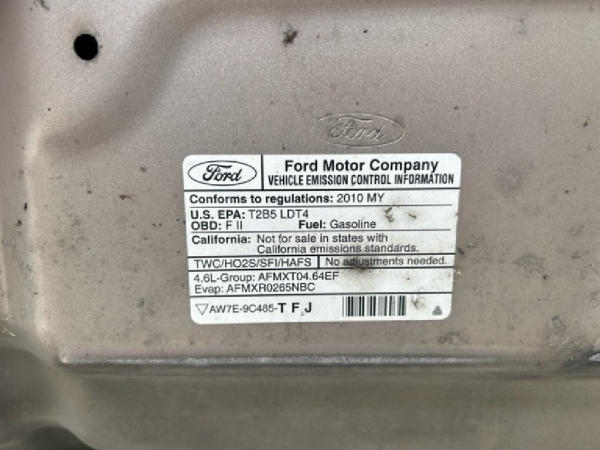 Ford
Ford
Ford Motor Company
VEHICLE EMISSION CONTROL INFORMATION
Conforms to regulations: 2010 MY
U.S. EPA: T2B5 LDT4
OBD: F II Fuel: Gasoline
California: Not for sale in states with
California emissions standards.
TWC/HO2S/SFI/HAFS No adjustments needed.
4.6L-Group: AFMXT04.64EF
Evap: AFMXR0265NBC
AW7E-9C485-T F J